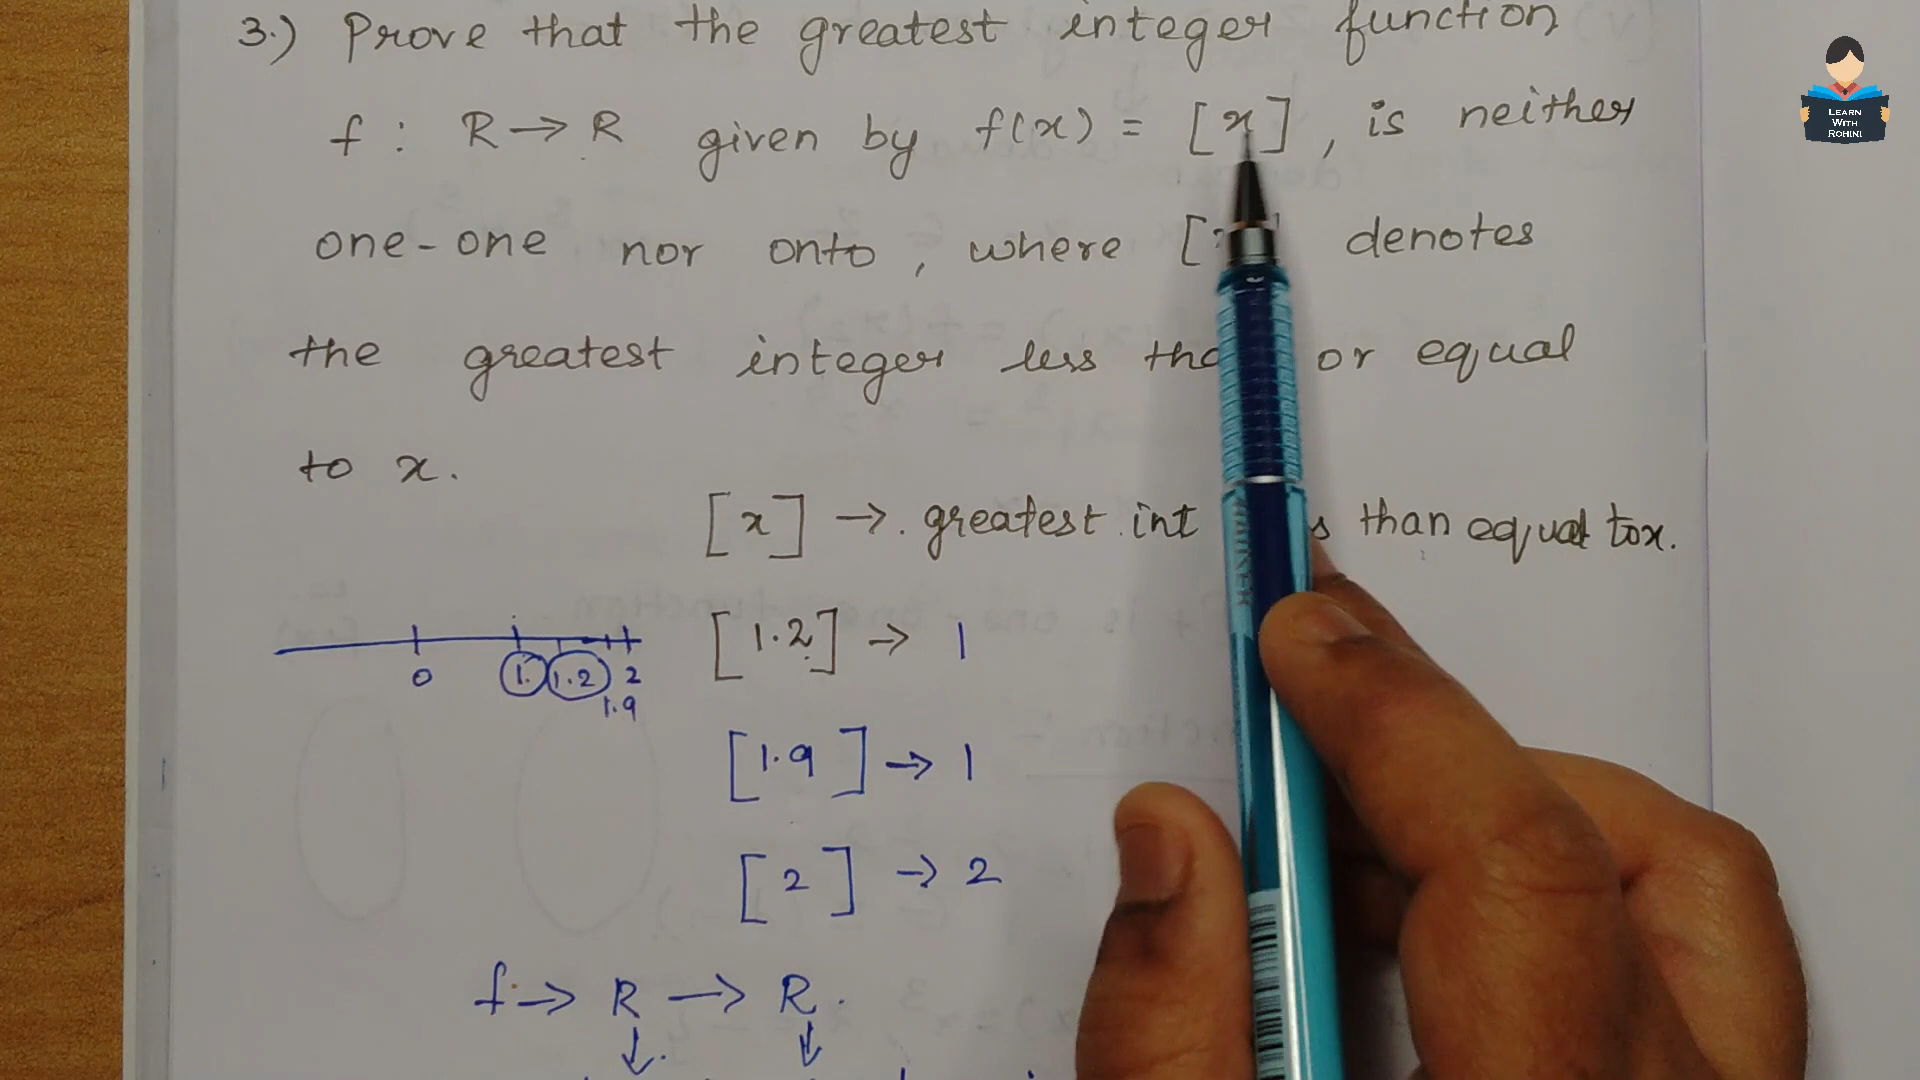 3.) Prove that the greatest integer function
f : R → R given by f(x) = [x], is neither
one-one nor onto, where [ denotes
the greatest integer less or equal
to x.
[x] → greatest int than equal to x.
[1.2] → 1
0 1 1.2 2
1.9
[1.9] → 1
[2] → 2
f → R → R.
LEARN
WITH
ROHINI